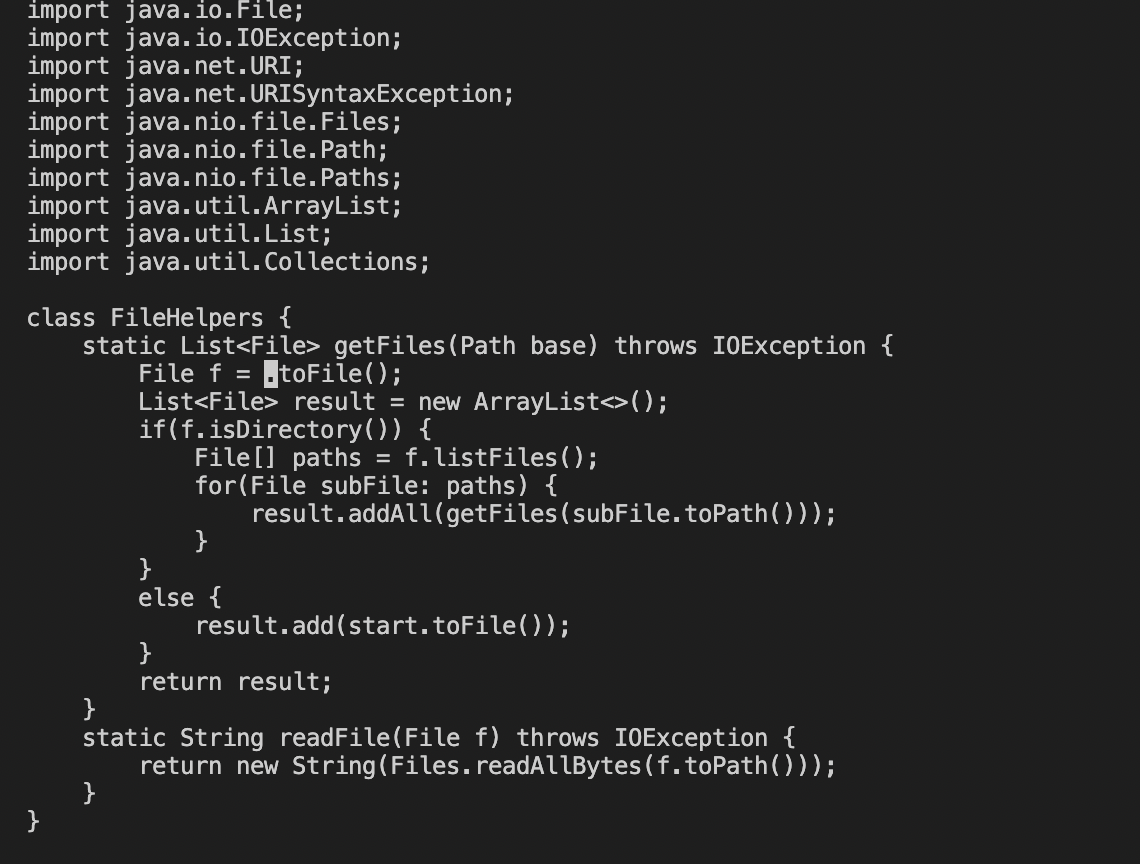 import java.io.File;
import java.io.IOException;
import java.net.URI;
import java.net.URISyntaxException;
import java.nio.file.Files;
import java.nio.file.Path;
import java.nio.file.Paths;
import java.util.ArrayList;
import java.util.List;
import java.util.Collections;

class FileHelpers {
    static List<File> getFiles(Path base) throws IOException {
        File f = .toFile();
        List<File> result = new ArrayList<>();
        if(f.isDirectory()) {
            File[] paths = f.listFiles();
            for(File subFile: paths) {
                result.addAll(getFiles(subFile.toPath()));
            }
        }
        else {
            result.add(start.toFile());
        }
        return result;
    }
    static String readFile(File f) throws IOException {
        return new String(Files.readAllBytes(f.toPath()));
    }
}